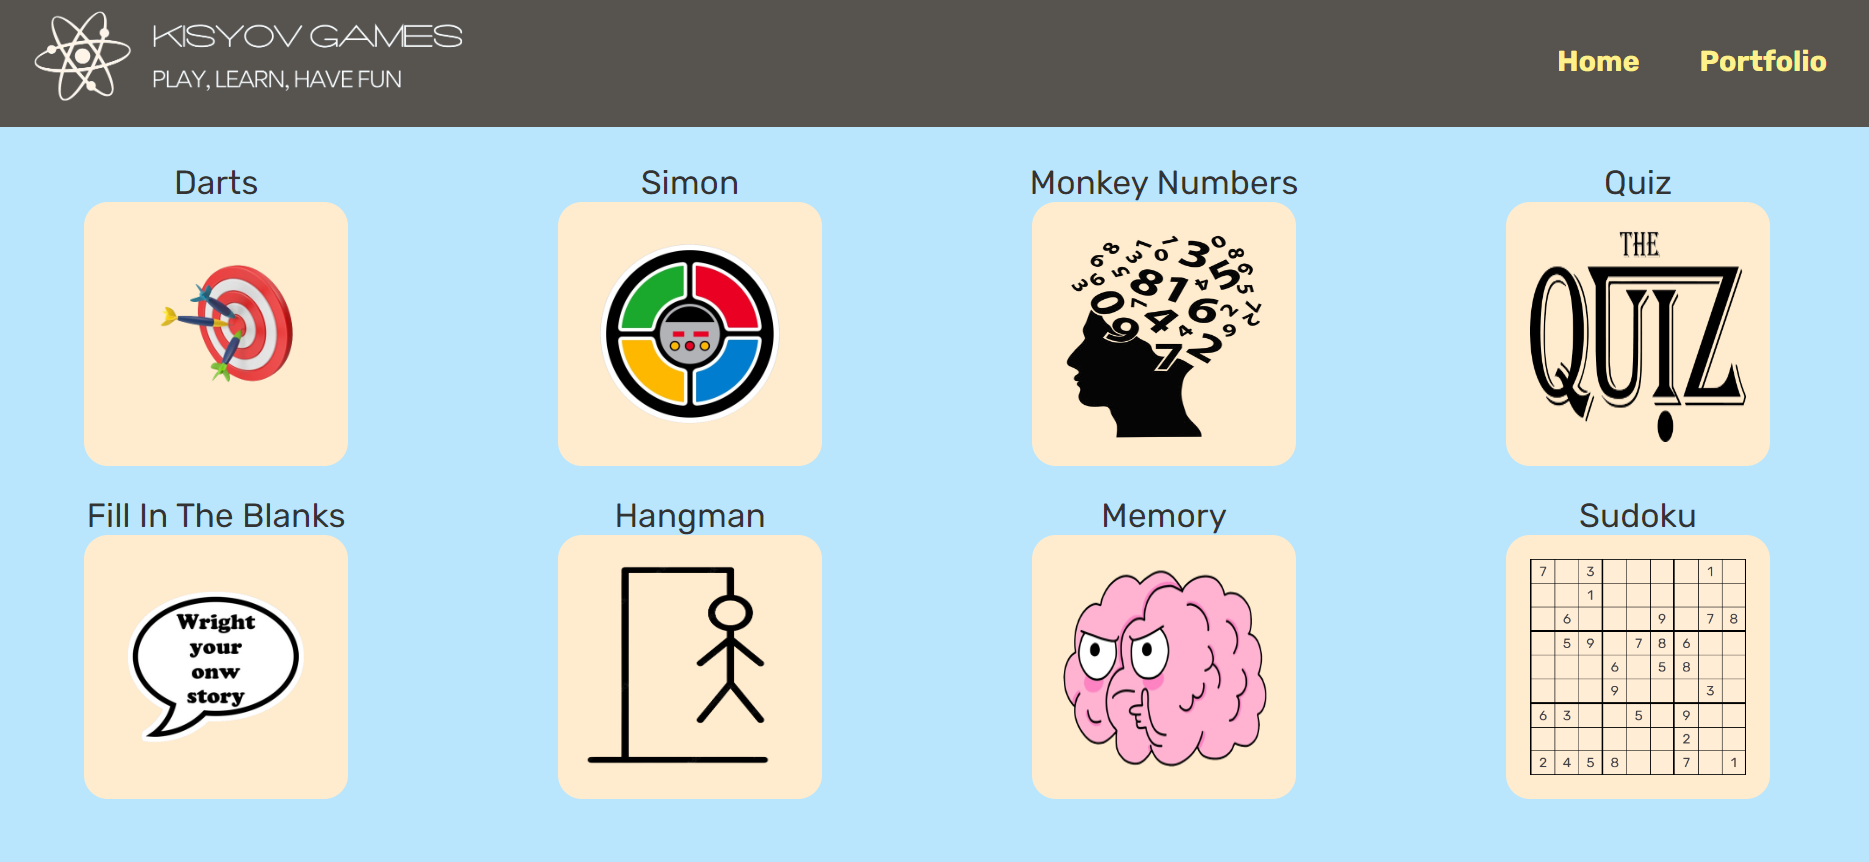 KISYOV GAMES
PLAY, LEARN, HAVE FUN
Home Portfolio
Darts Simon Monkey Numbers Quiz
THE
QUIZ
Fill In The Blanks Hangman Memory Sudoku
Wright
your
onw
story
7 3 1
1
6 9 7 8
5 9 7 8 6
6 5 8
9 3
6 3 5 9
2
2 4 5 8 7 1